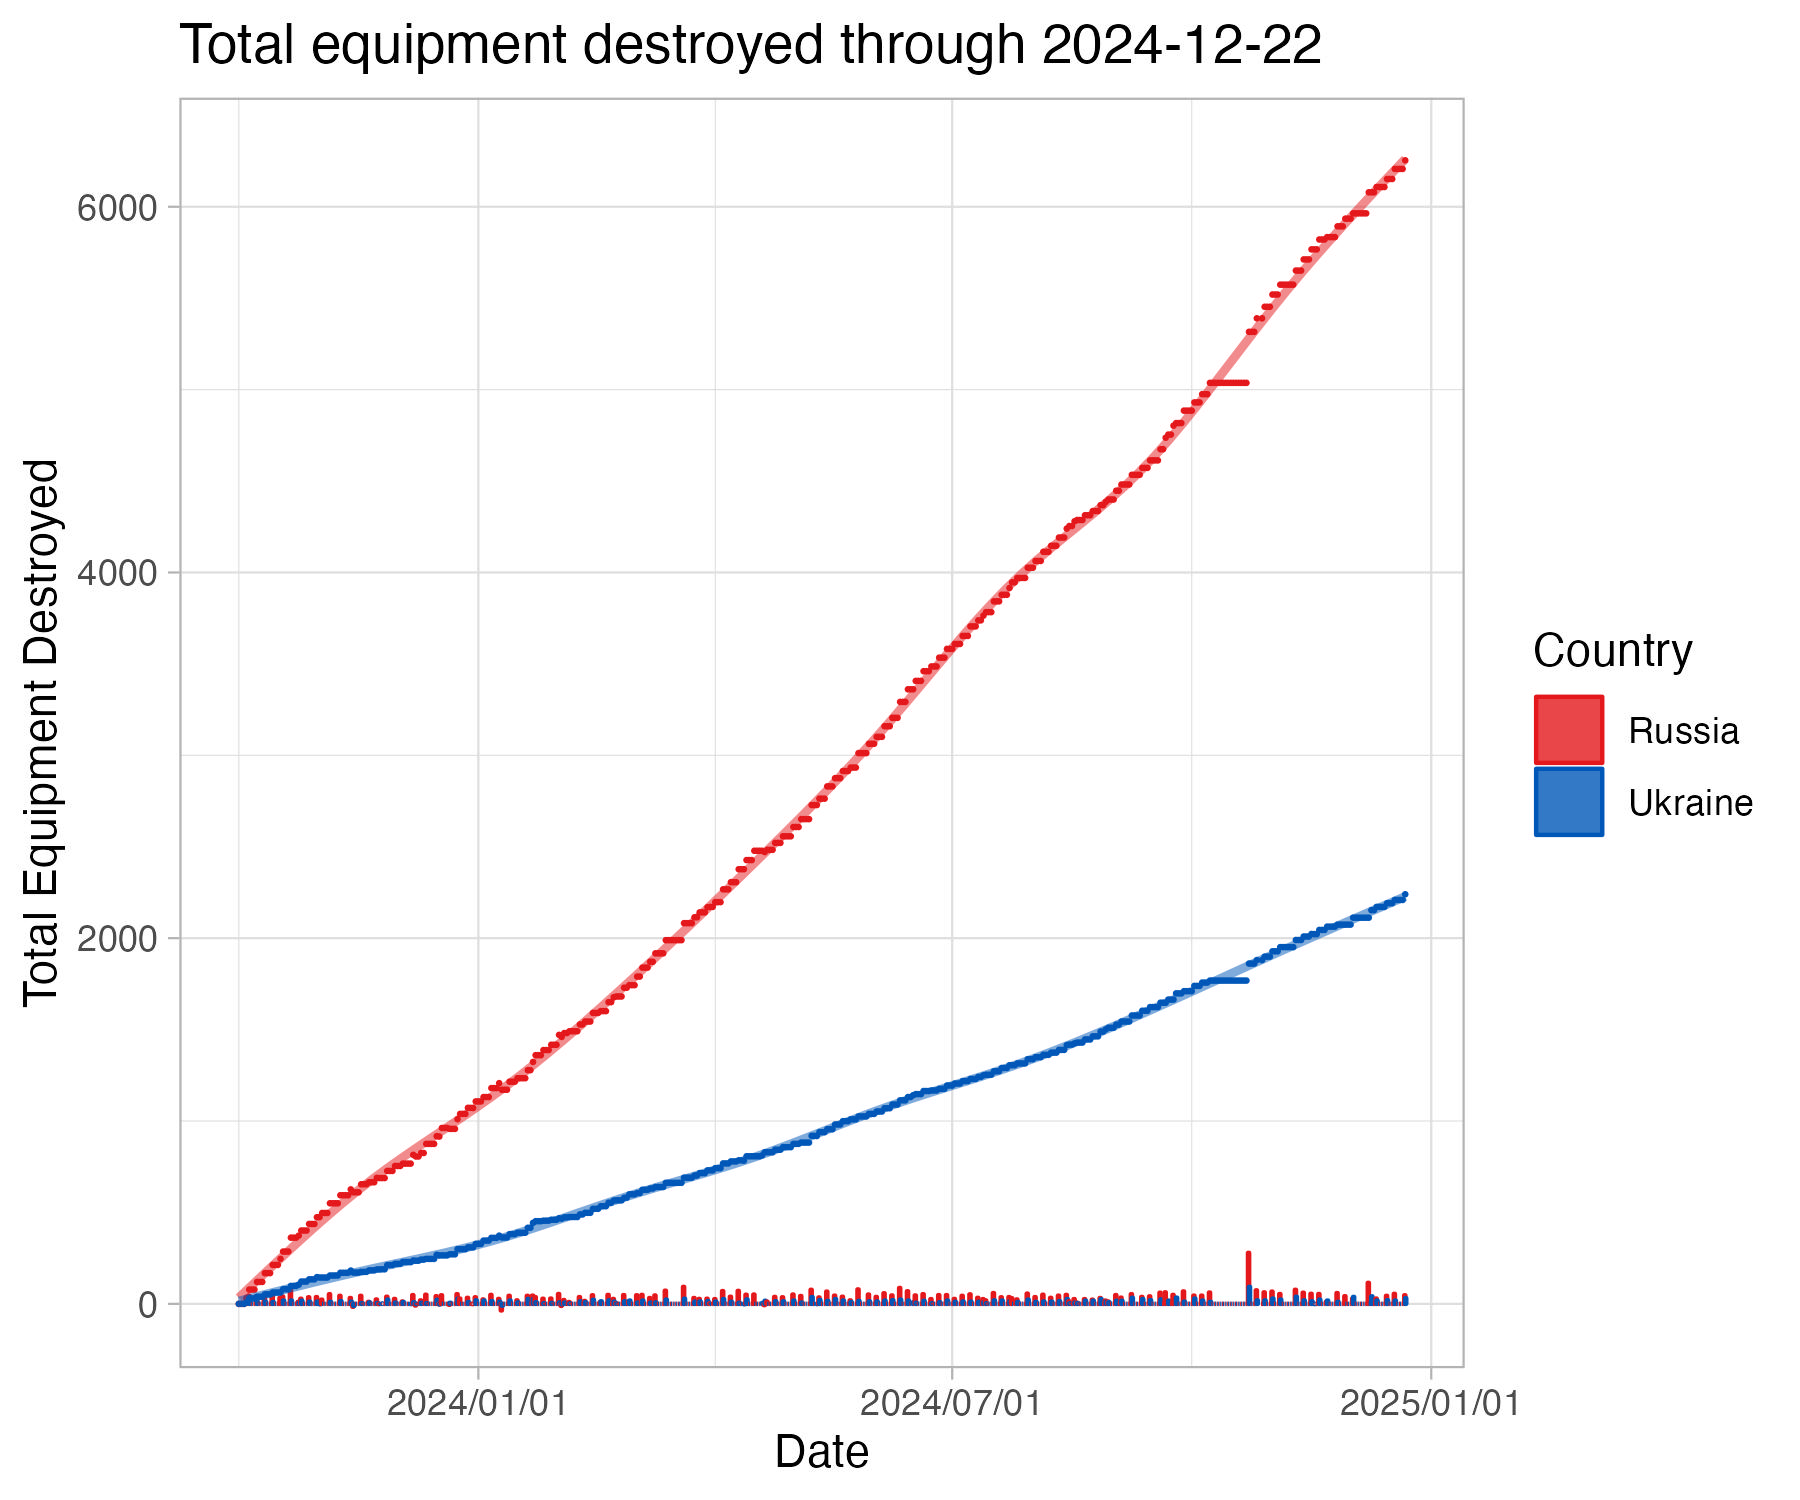 Total equipment destroyed through 2024-12-22
Total Equipment Destroyed
6000
4000
2000
0
2024/01/01
2024/07/01
2025/01/01
Date
Country
Russia
Ukraine